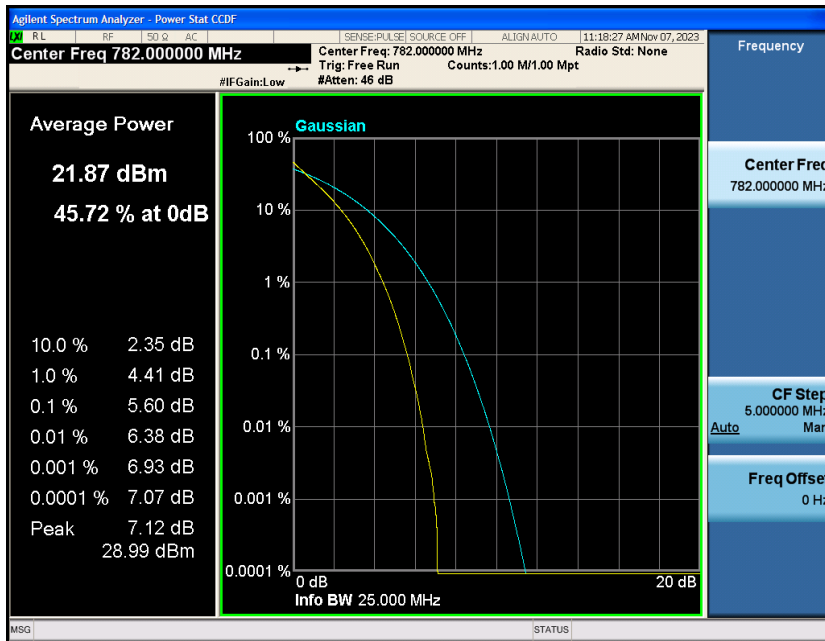 Agilent Spectrum Analyzer - Power Stat CCDF
LXI RL RF 50 Ω AC SENSE:PULSE SOURCE OFF ALIGN AUTO 11:18:27 AM Nov 07, 2023
Center Freq 782.000000 MHz
Center Freq: 782.000000 MHz Radio Std: None
Trig: Free Run Counts:1.00 M/1.00 Mpt
#IFGain:Low #Atten: 46 dB
Frequency
Average Power
21.87 dBm
45.72 % at 0dB
10.0 % 2.35 dB
1.0 % 4.41 dB
0.1 % 5.60 dB
0.01 % 6.38 dB
0.001 % 6.93 dB
0.0001 % 7.07 dB
Peak 7.12 dB
28.99 dBm
Gaussian
100 %
10 %
1 %
0.1 %
0.01 %
0.001 %
0.0001 %
0 dB 20 dB
Info BW 25.000 MHz
Center Freq
782.000000 MHz
CF Step
5.000000 MHz
Auto Man
Freq Offset
0 Hz
MSG STATUS